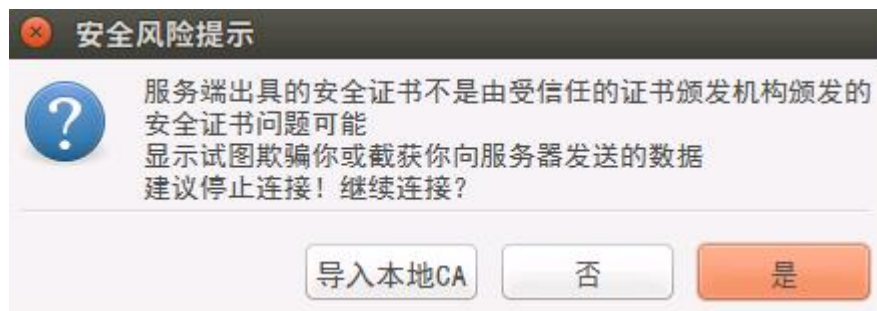 安全风险提示
服务端出具的安全证书不是由受信任的证书颁发机构颁发的
安全证书问题可能
显示试图欺骗你或截获你向服务器发送的数据
建议停止连接！继续连接？
导入本地CA 否 是